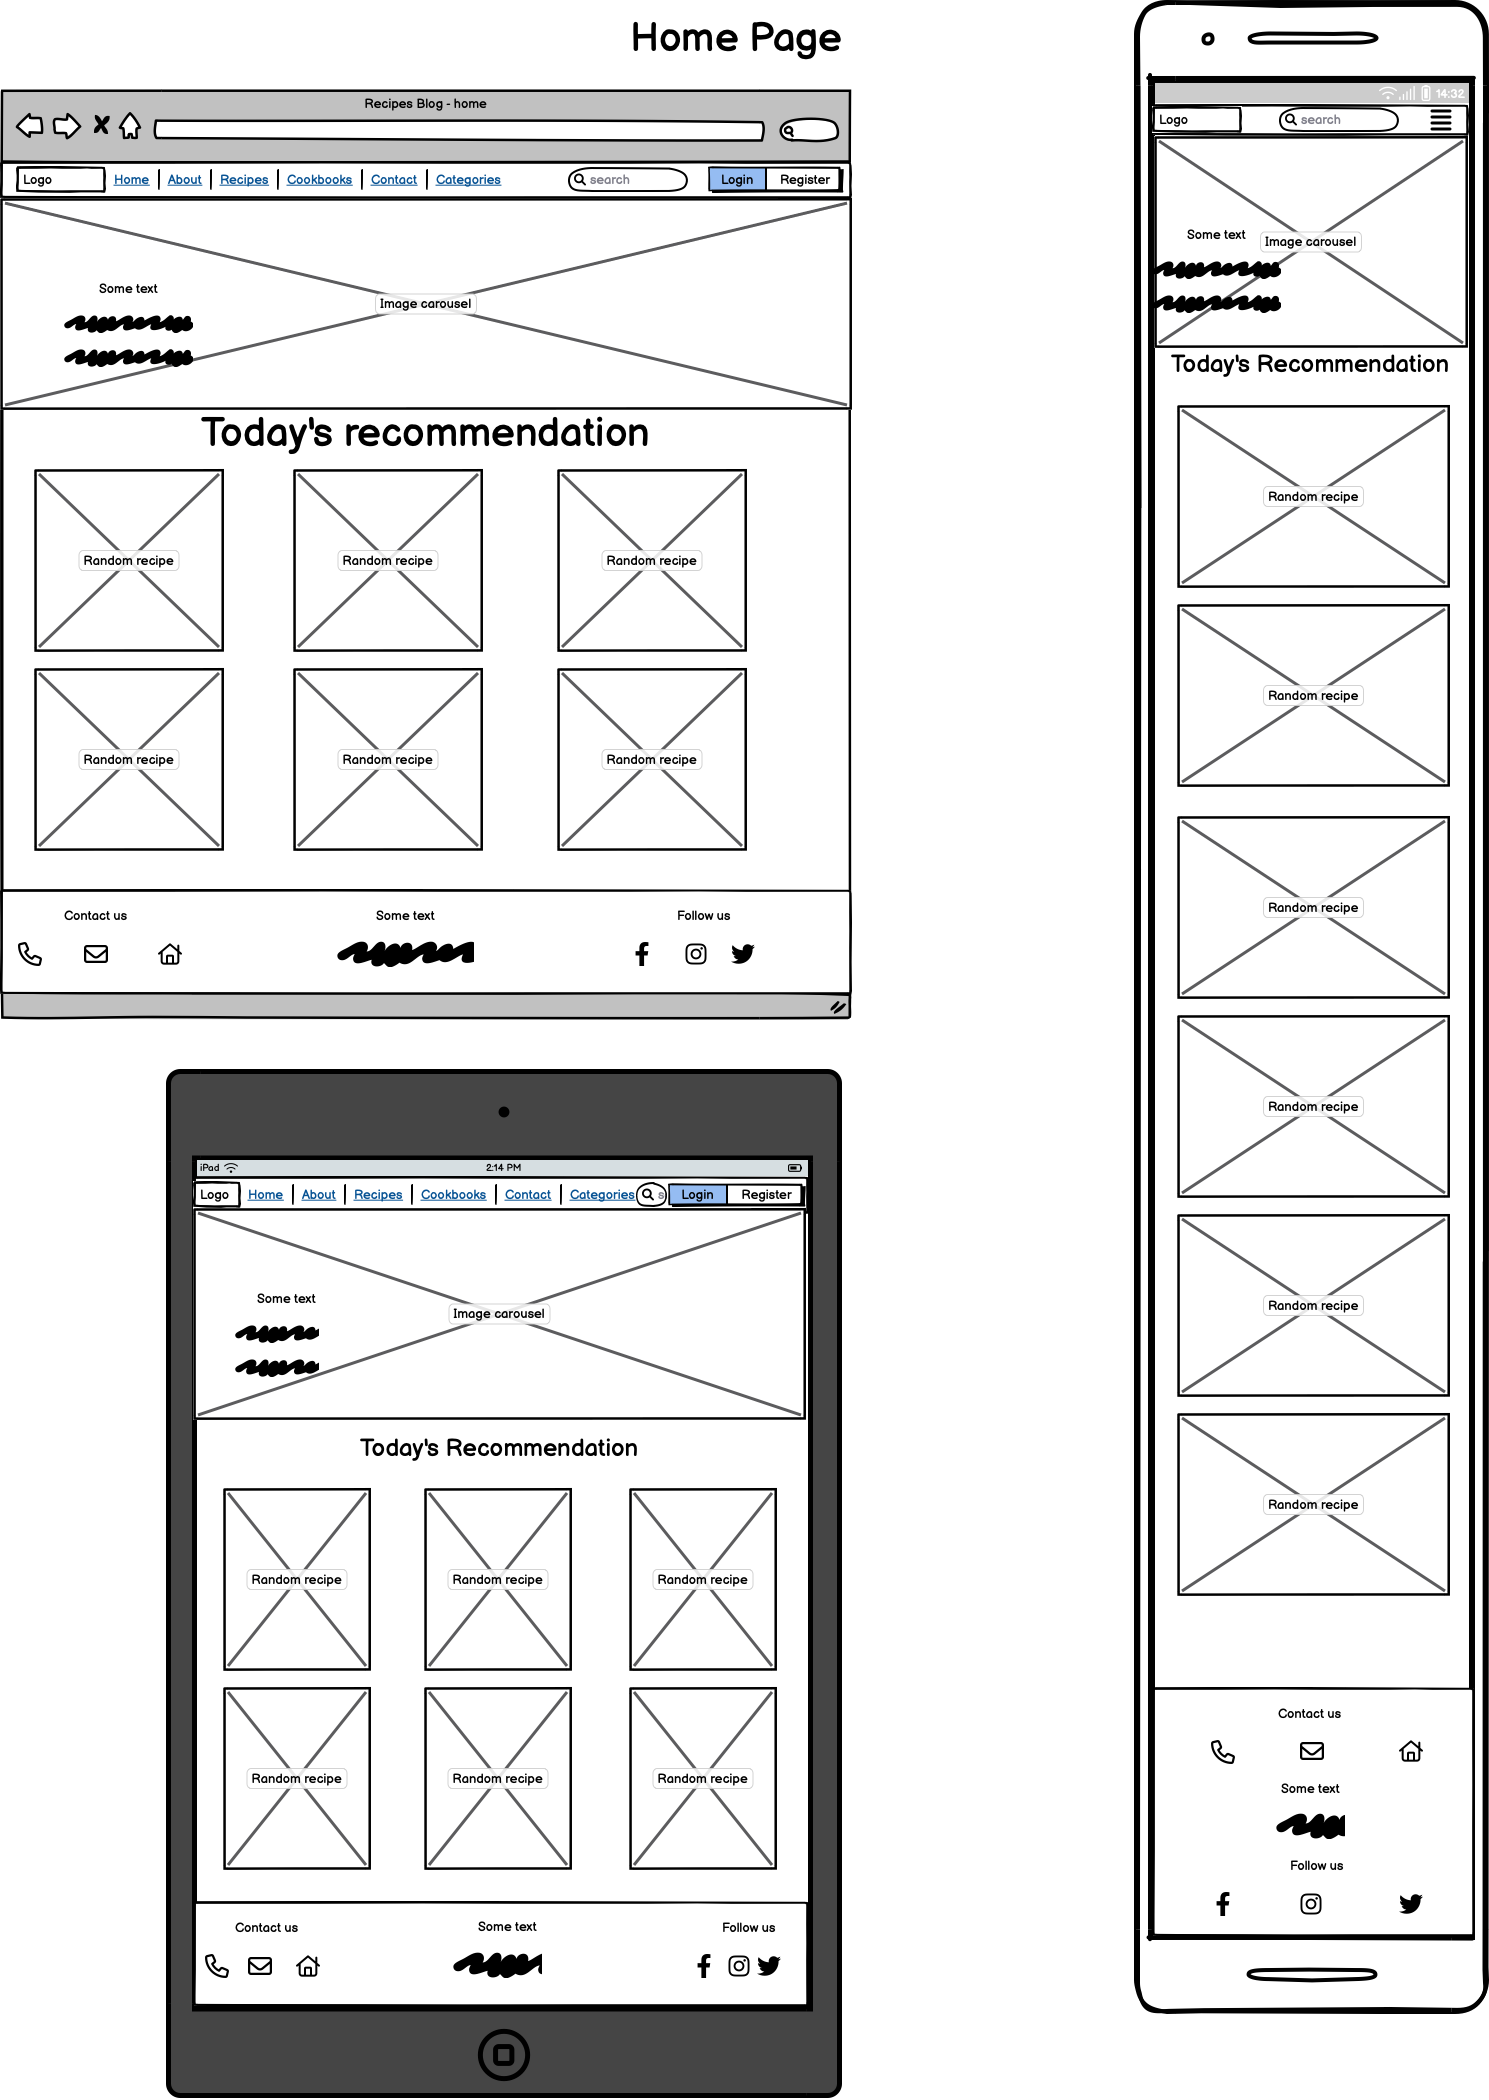 Home Page
Recipes Blog - home
Logo Home About Recipes Cookbooks Contact Categories search Login Register
Some text
Image carousel
Today's recommendation
Random recipe Random recipe Random recipe
Random recipe Random recipe Random recipe
Contact us Some text Follow us
iPad 2:14 PM
Logo Home About Recipes Cookbooks Contact Categories s Login Register
Some text
Image carousel
Today's Recommendation
Random recipe Random recipe Random recipe
Random recipe Random recipe Random recipe
Contact us Some text Follow us
14:32
Logo search
Some text
Image carousel
Today's Recommendation
Random recipe
Random recipe
Random recipe
Random recipe
Random recipe
Random recipe
Contact us
Some text
Follow us